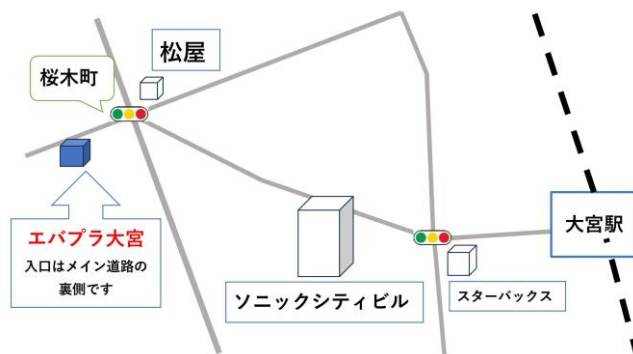 松屋
桜木町
エバプラ大宮
入口はメイン道路の
裏側です
ソニックシティビル
スターバックス
大宮駅